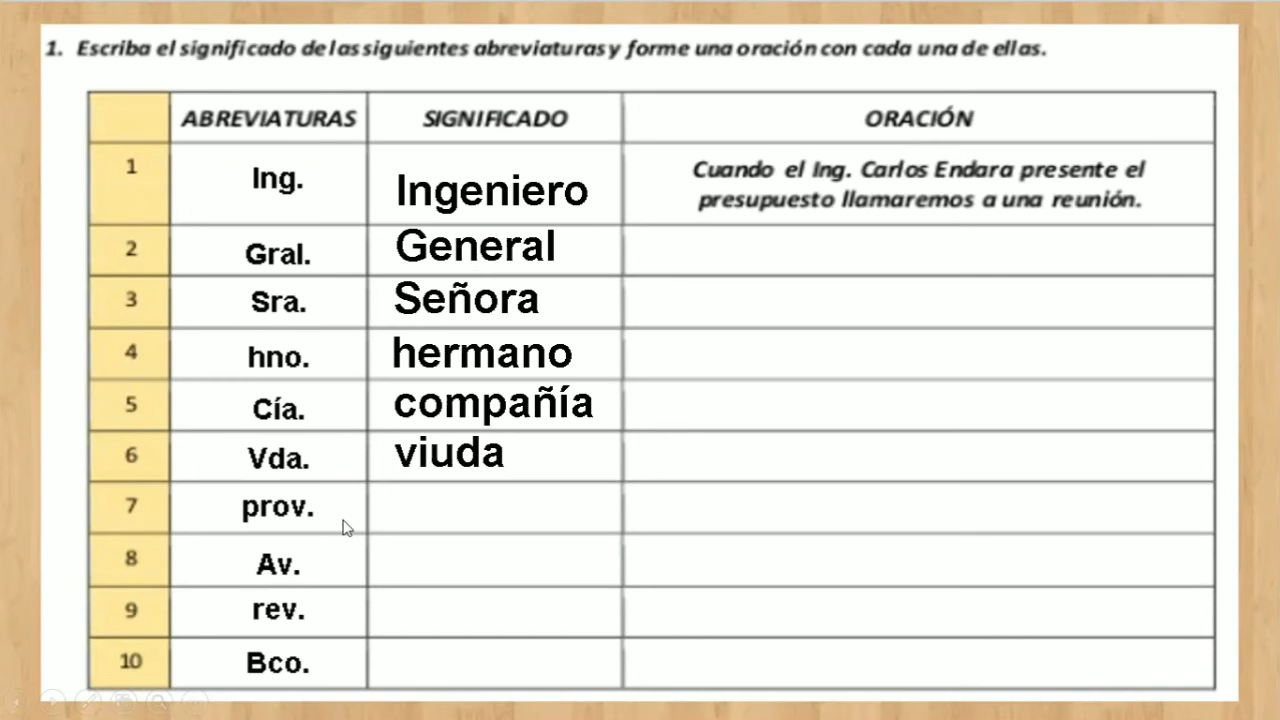 1. Escriba el significado de las siguientes abreviaturas y forme una oración con cada una de ellas.
ABREVIATURAS SIGNIFICADO ORACIÓN
1 Ing. Ingeniero Cuando el Ing. Carlos Endara presente el
presupuesto llamaremos a una reunión.
2 Gral. General
3 Sra. Señora
4 hno. hermano
5 Cía. compañía
6 Vda. viuda
7 prov.
8 Av.
9 rev.
10 Bco.